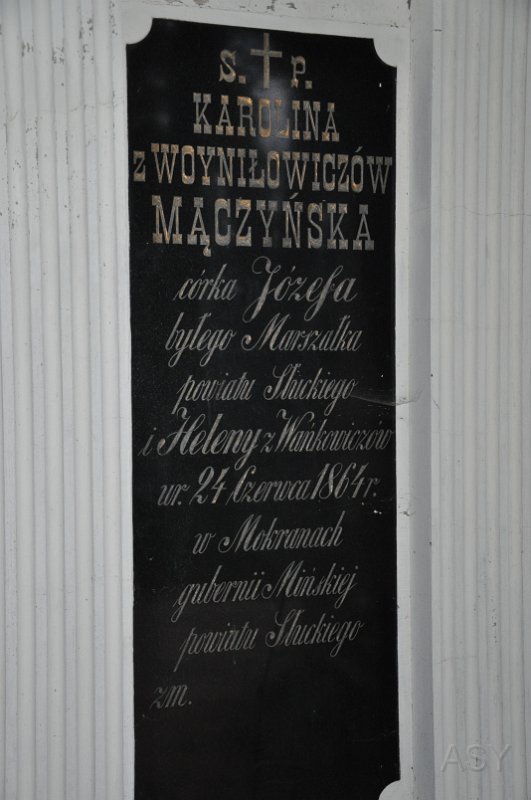 S. † P.
KAROLINA
z WOYNIŁOWICZÓW
MĄCZYŃSKA
córka Józefa
byłego Marszałka
powiatu Słuckiego
i Heleny z Wańkowiczów
ur. 24 Czerwca 1864 r.
w Mokranach
gubernii Mińskiej
powiatu Słuckiego
zm.
ASY